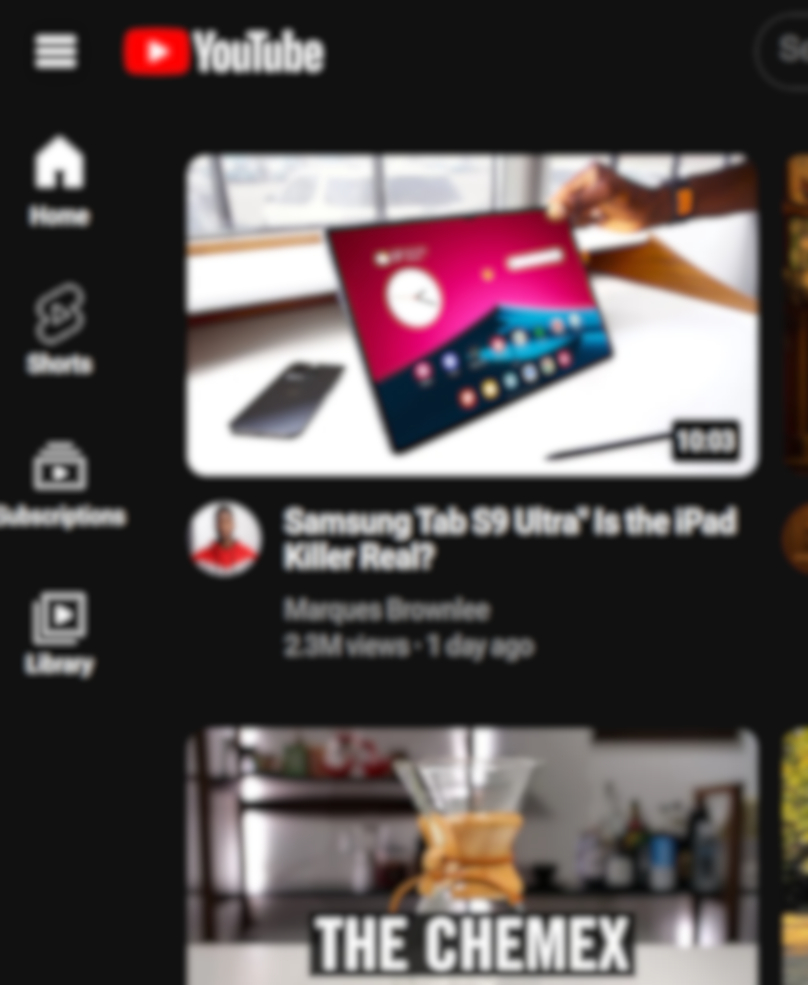 YouTube
Se
Home
Shorts
Subscriptions
Library
10:03
Samsung Tab S9 Ultra" Is the iPad
Killer Real?
Marques Brownlee
2.3M views · 1 day ago
THE CHEMEX